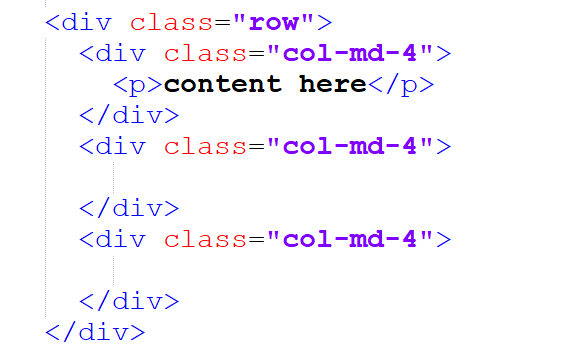 <div class="row">
<div class="col-md-4">
<p>content here</p>
</div>
<div class="col-md-4">
</div>
<div class="col-md-4">
</div>
</div>